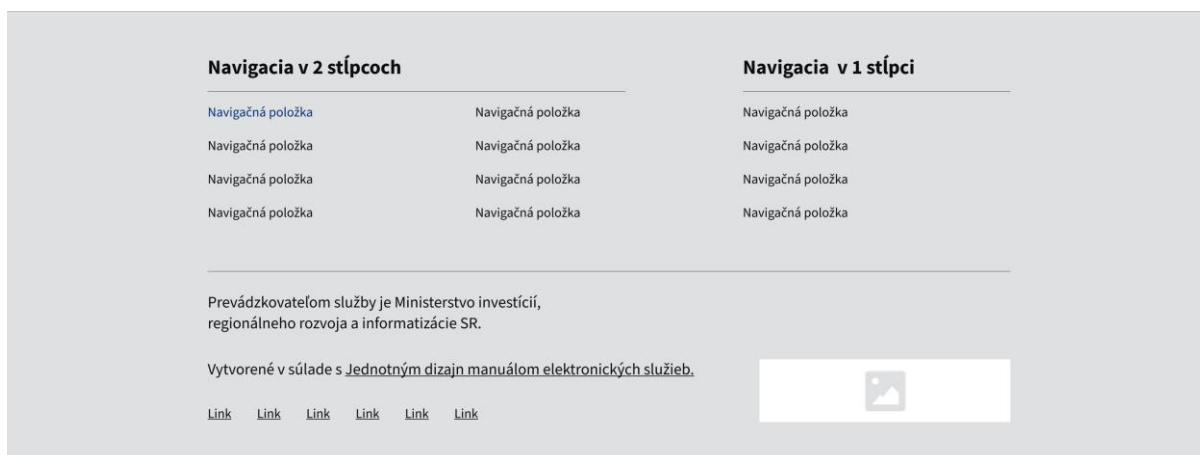 Navigacia v 2 stĺpcoch
Navigačná položka Navigačná položka
Navigačná položka Navigačná položka
Navigačná položka Navigačná položka
Navigačná položka Navigačná položka
Navigacia v 1 stĺpci
Navigačná položka
Navigačná položka
Navigačná položka
Navigačná položka
Prevádzkovateľom služby je Ministerstvo investícií,
regionálneho rozvoja a informatizácie SR.
Vytvorené v súlade s Jednotným dizajn manuálom elektronických služieb.
Link Link Link Link Link Link